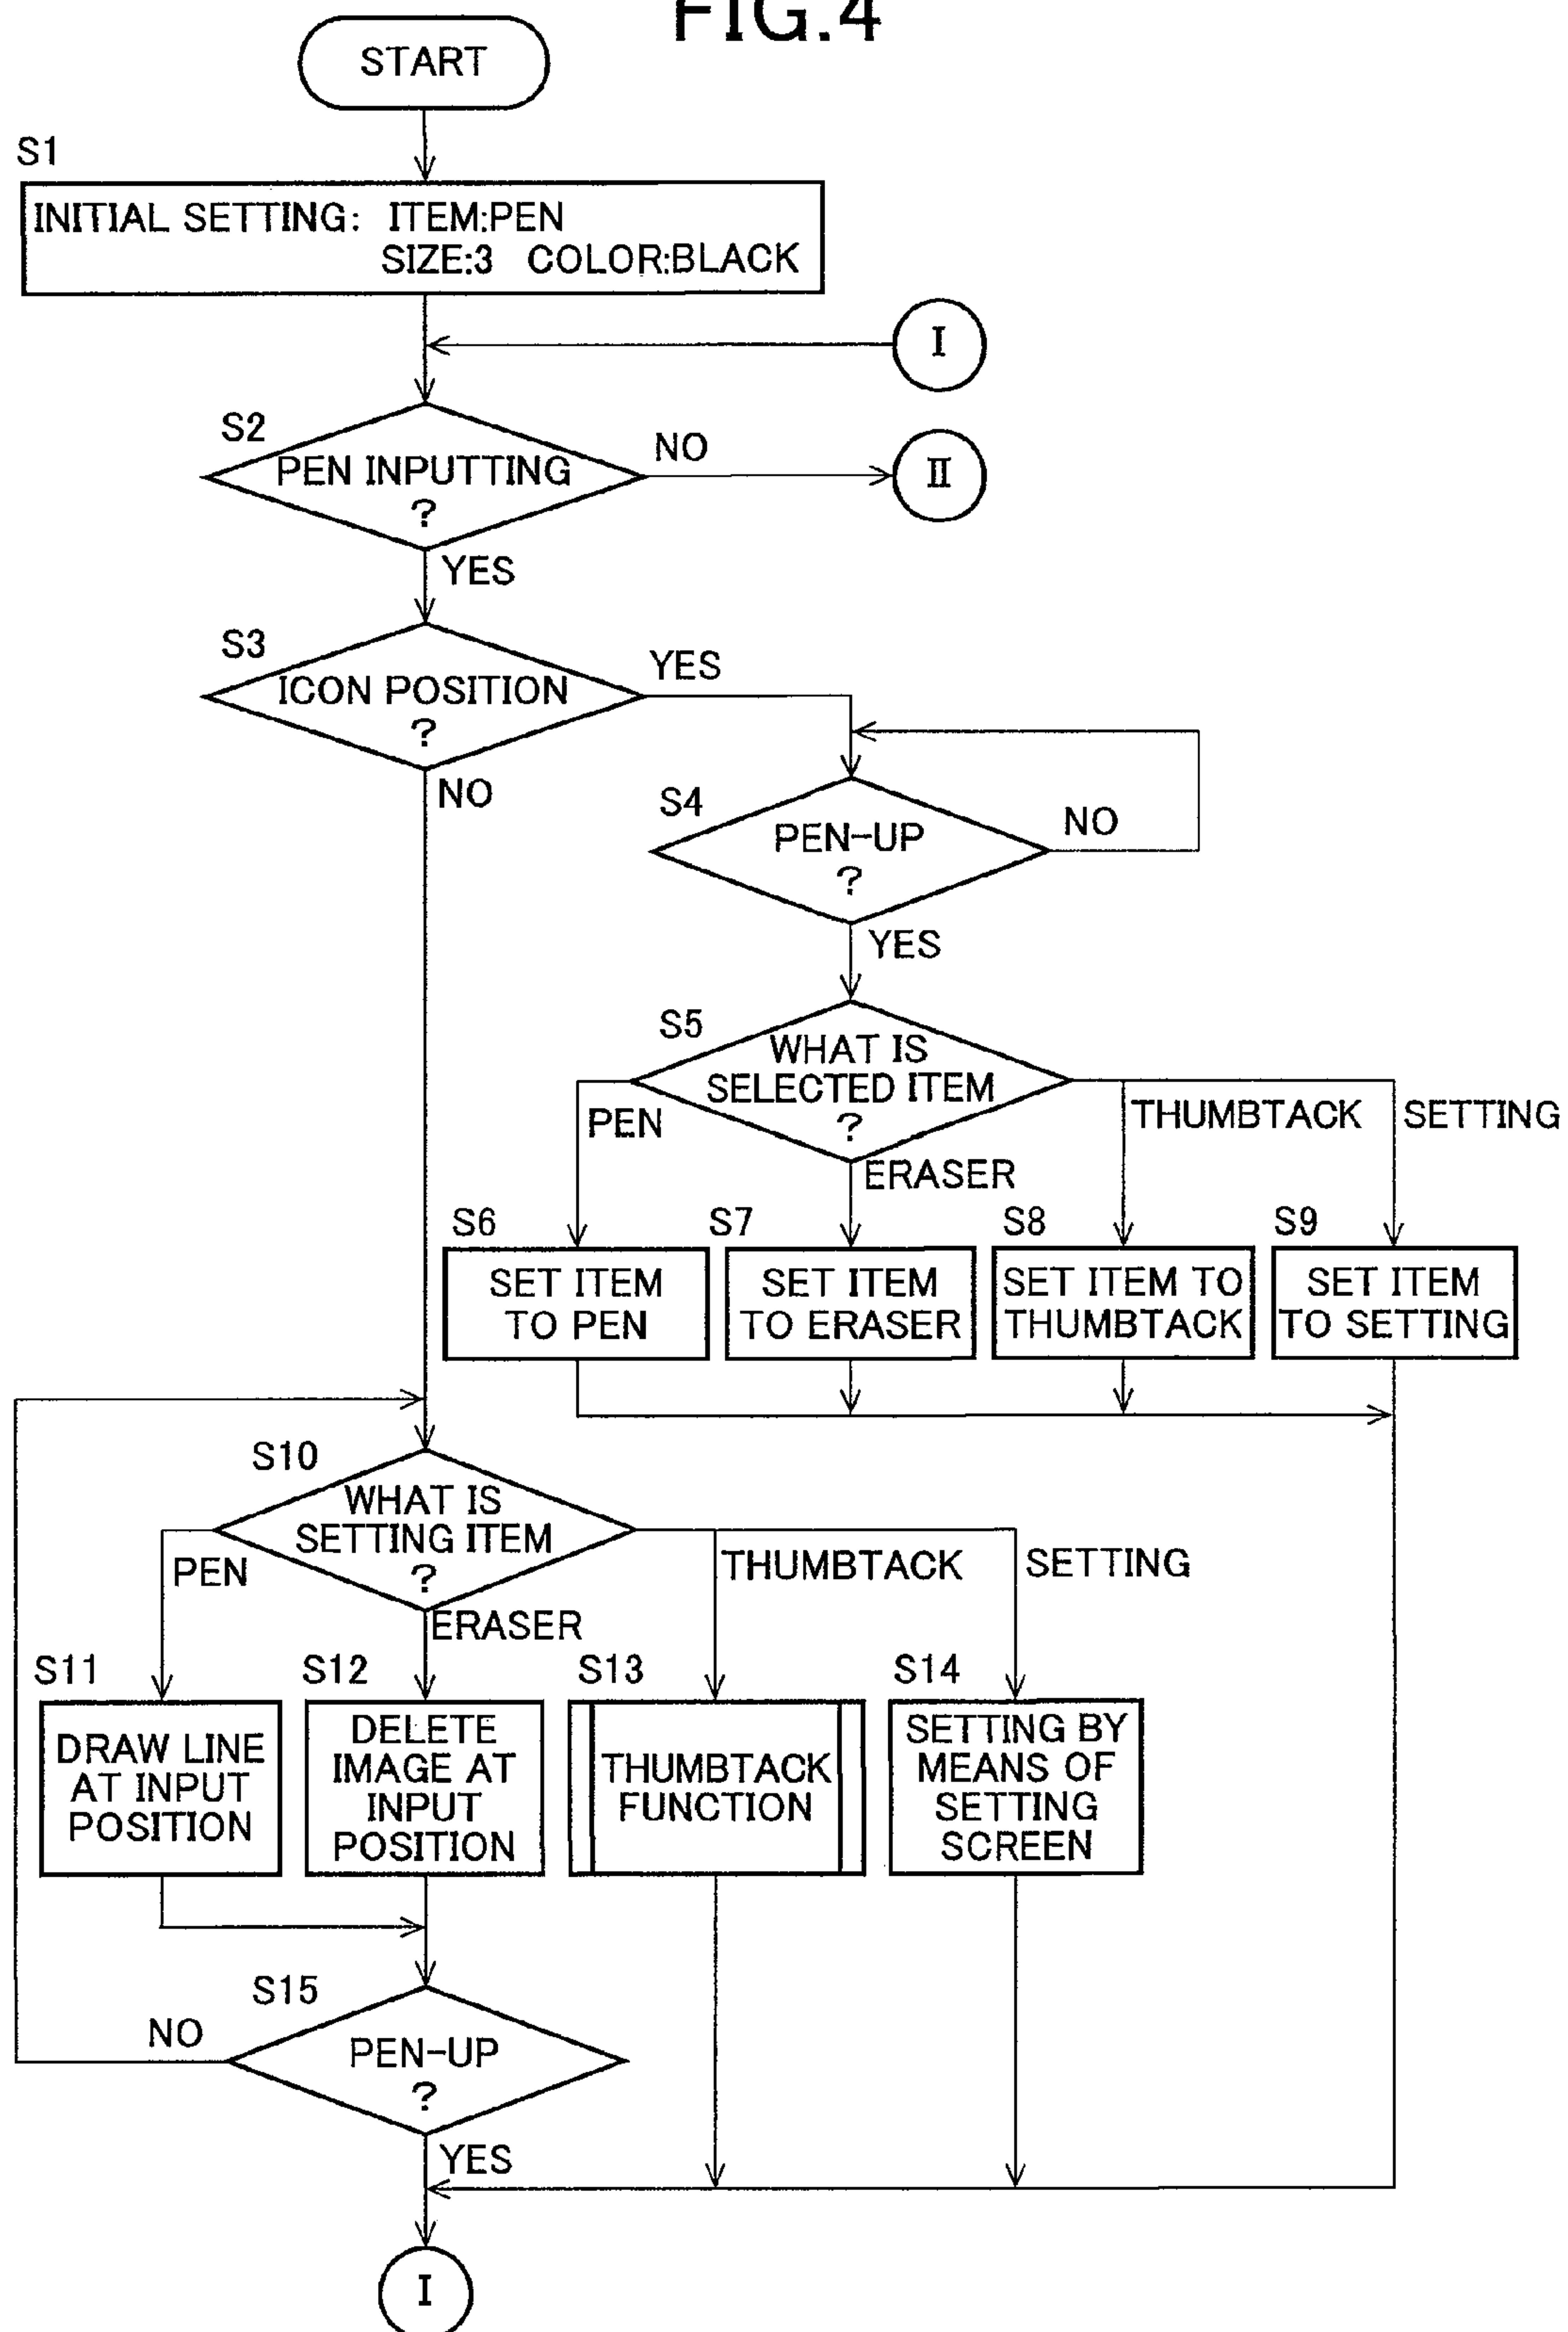 FIG.4
START
S1
INITIAL SETTING: ITEM:PEN
SIZE:3 COLOR:BLACK
I
S2
PEN INPUTTING
?
NO
II
YES
S3
ICON POSITION
?
YES
NO
S4
PEN-UP
?
NO
YES
S5
WHAT IS
SELECTED ITEM
?
PEN
ERASER
THUMBTACK
SETTING
S6
SET ITEM
TO PEN
S7
SET ITEM
TO ERASER
S8
SET ITEM TO
THUMBTACK
S9
SET ITEM
TO SETTING
S10
WHAT IS
SETTING ITEM
?
PEN
ERASER
THUMBTACK
SETTING
S11
DRAW LINE
AT INPUT
POSITION
S12
DELETE
IMAGE AT
INPUT
POSITION
S13
THUMBTACK
FUNCTION
S14
SETTING BY
MEANS OF
SETTING
SCREEN
S15
PEN-UP
?
NO
YES
I